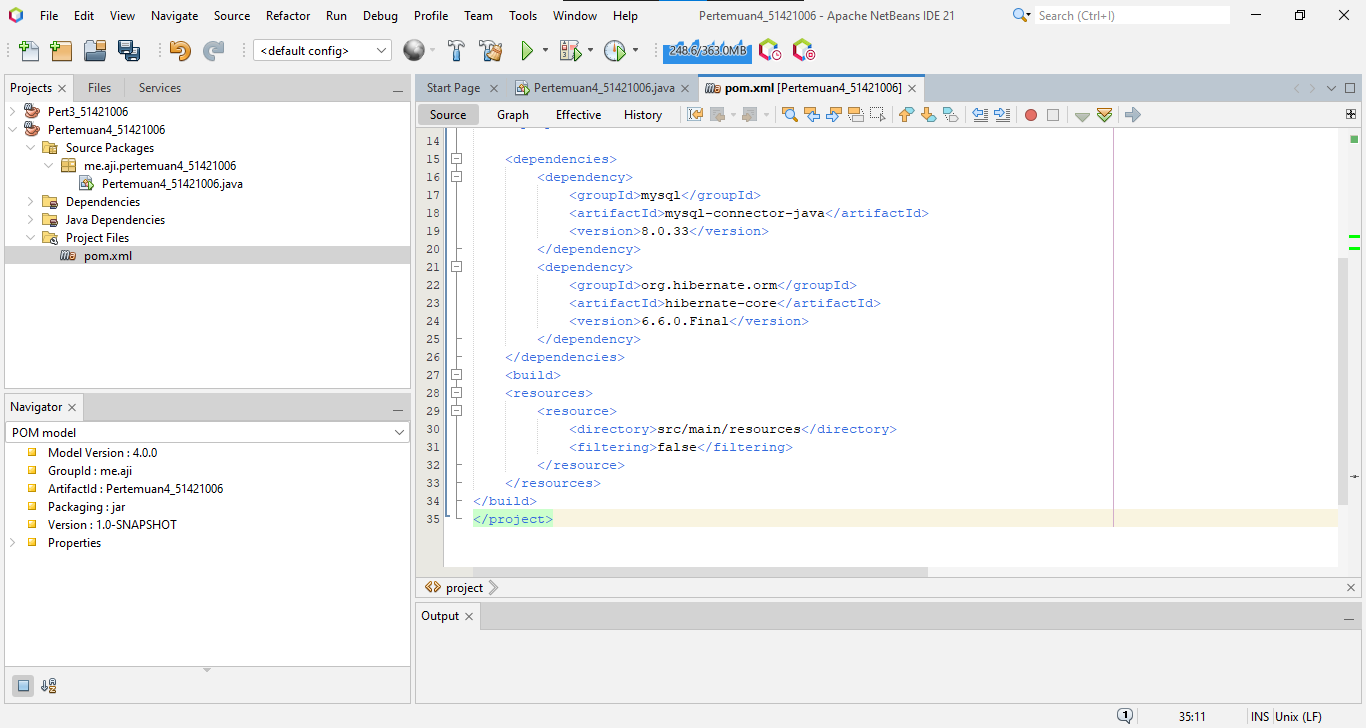 File Edit View Navigate Source Refactor Run Debug Profile Team Tools Window Help
Pertemuan4_51421006 - Apache NetBeans IDE 21
Search (Ctrl+I)
<default config>
248.6/363.0MB
Projects Files Services
Pert3_51421006
Pertemuan4_51421006
Source Packages
me.aji.pertemuan4_51421006
Pertemuan4_51421006.java
Dependencies
Java Dependencies
Project Files
pom.xml
Navigator
POM model
Model Version : 4.0.0
GroupId : me.aji
ArtifactId : Pertemuan4_51421006
Packaging : jar
Version : 1.0-SNAPSHOT
Properties
Start Page Pertemuan4_51421006.java pom.xml [Pertemuan4_51421006]
Source Graph Effective History
14
15 <dependencies>
16 <dependency>
17 <groupId>mysql</groupId>
18 <artifactId>mysql-connector-java</artifactId>
19 <version>8.0.33</version>
20 </dependency>
21 <dependency>
22 <groupId>org.hibernate.orm</groupId>
23 <artifactId>hibernate-core</artifactId>
24 <version>6.6.0.Final</version>
25 </dependency>
26 </dependencies>
27 <build>
28 <resources>
29 <resource>
30 <directory>src/main/resources</directory>
31 <filtering>false</filtering>
32 </resource>
33 </resources>
34 </build>
35 </project>
project
Output
1
35:11
INS
Unix (LF)